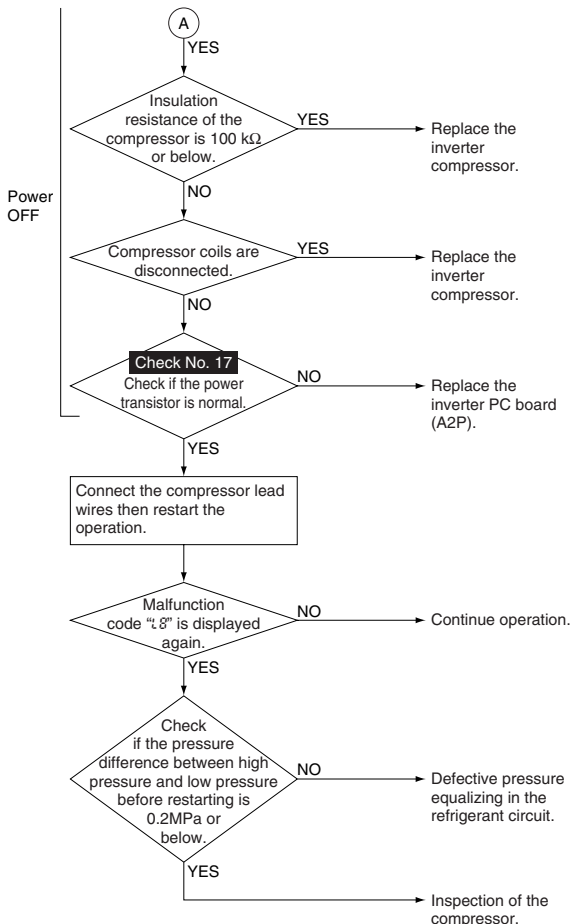 A
YES
Insulation
resistance of the
compressor is 100 kΩ
or below.
YES
Replace the
inverter
compressor.
NO
Power
OFF
Compressor coils are
disconnected.
YES
Replace the
inverter
compressor.
NO
Check No. 17
Check if the power
transistor is normal.
NO
Replace the
inverter PC board
(A2P).
YES
Connect the compressor lead
wires then restart the
operation.
Malfunction
code “L8” is displayed
again.
NO
Continue operation.
YES
Check
if the pressure
difference between high
pressure and low pressure
before restarting is
0.2MPa or
below.
NO
Defective pressure
equalizing in the
refrigerant circuit.
YES
Inspection of the
compressor.